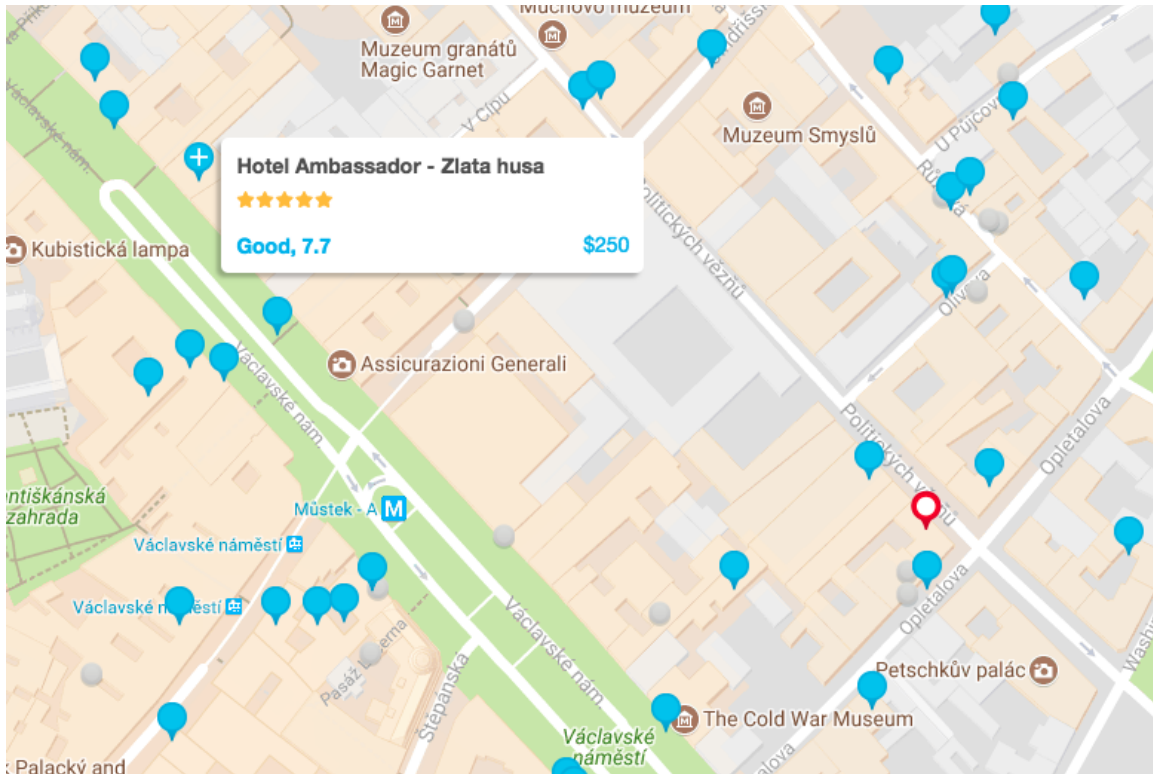 Muchovo muzeum
Muzeum granátů
Magic Garnet
V Cípu
Muzeum Smyslů
U Půjčovny
Růžová
Václavské nám.
Hotel Ambassador - Zlata husa
Good, 7.7
$250
Politických vězňů
Kubistická lampa
Olivova
Assicurazioni Generali
Václavské nám.
Politických vězňů
Opletalova
antiškánská
zahrada
Můstek - A M
Václavské náměstí
Václavské náměstí
Václavské nám.
Opletalova
Pasáž Lucerna
Štěpánská
Petschkův palác
Washin
The Cold War Museum
Václavské
náměstí
Palacký and